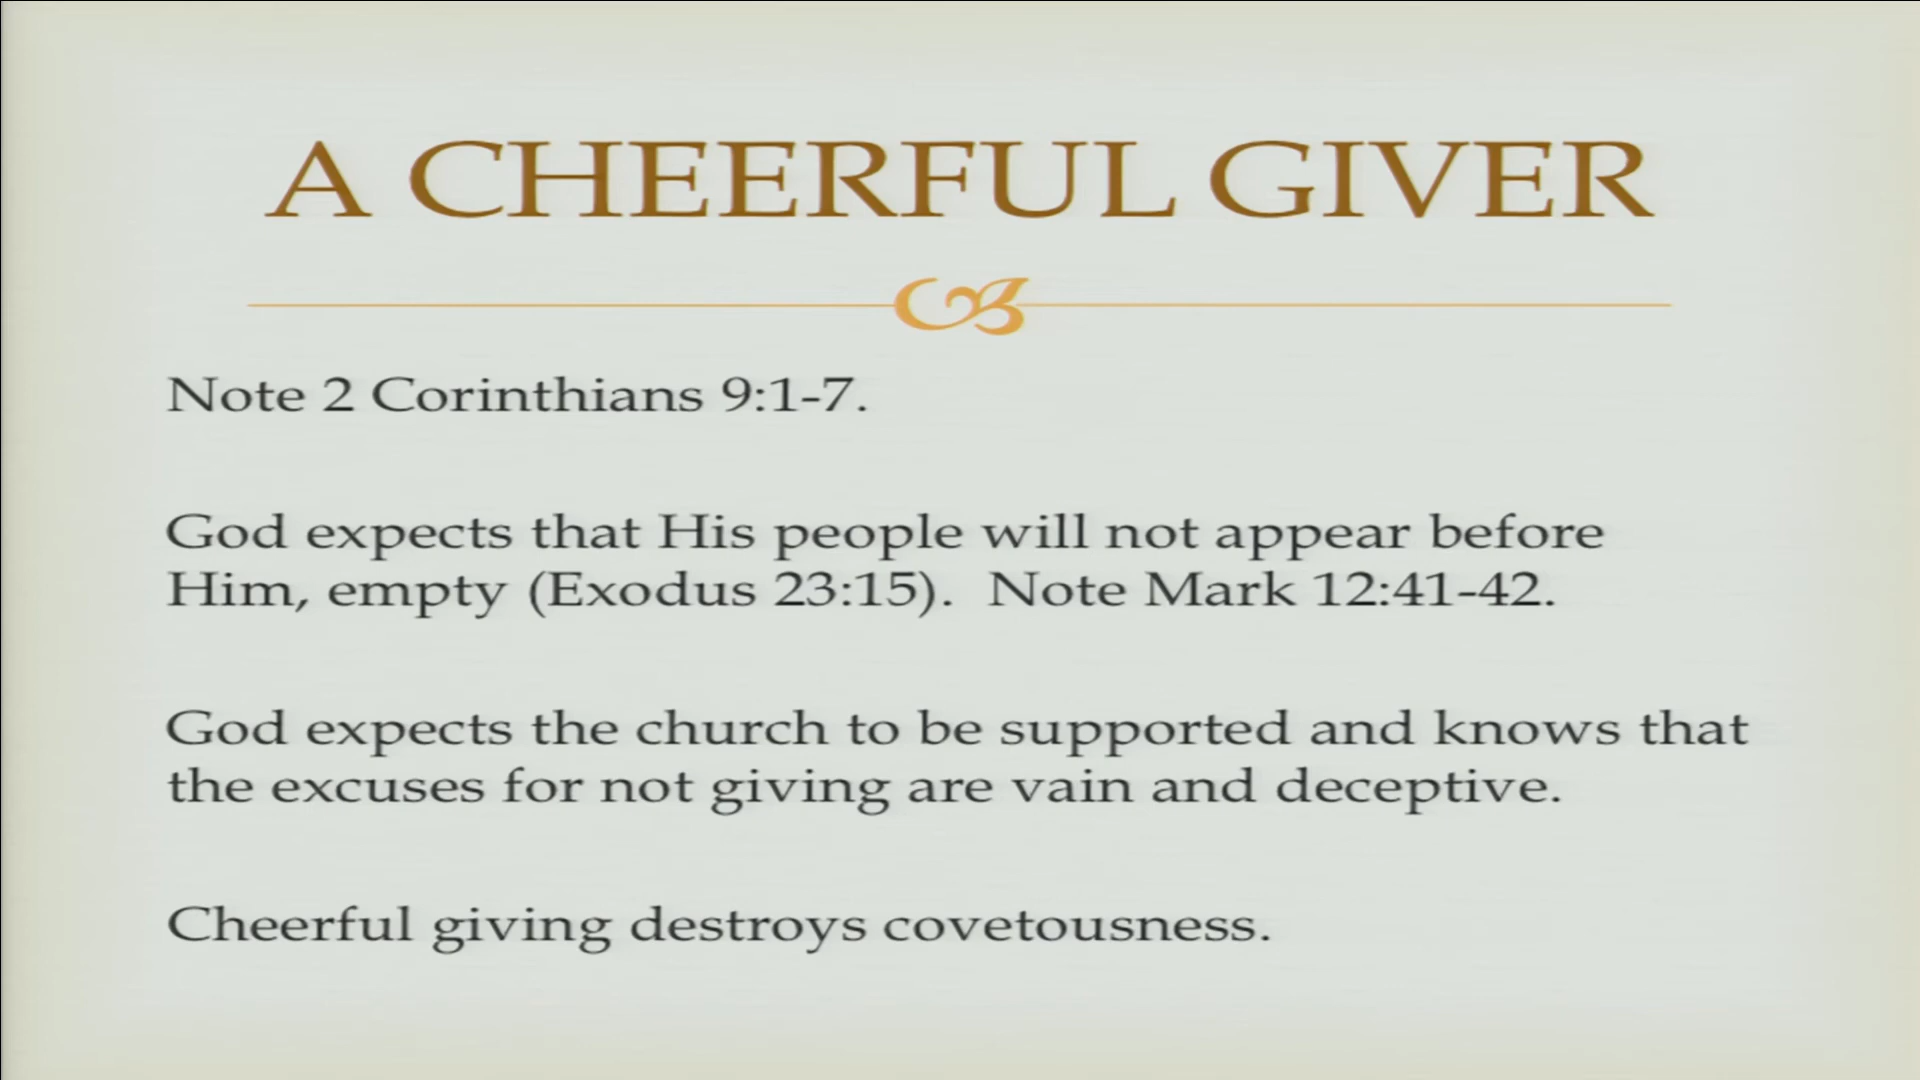 A CHEERFUL GIVER
Note 2 Corinthians 9:1-7.
God expects that His people will not appear before
Him, empty (Exodus 23:15).  Note Mark 12:41-42.
God expects the church to be supported and knows that
the excuses for not giving are vain and deceptive.
Cheerful giving destroys covetousness.